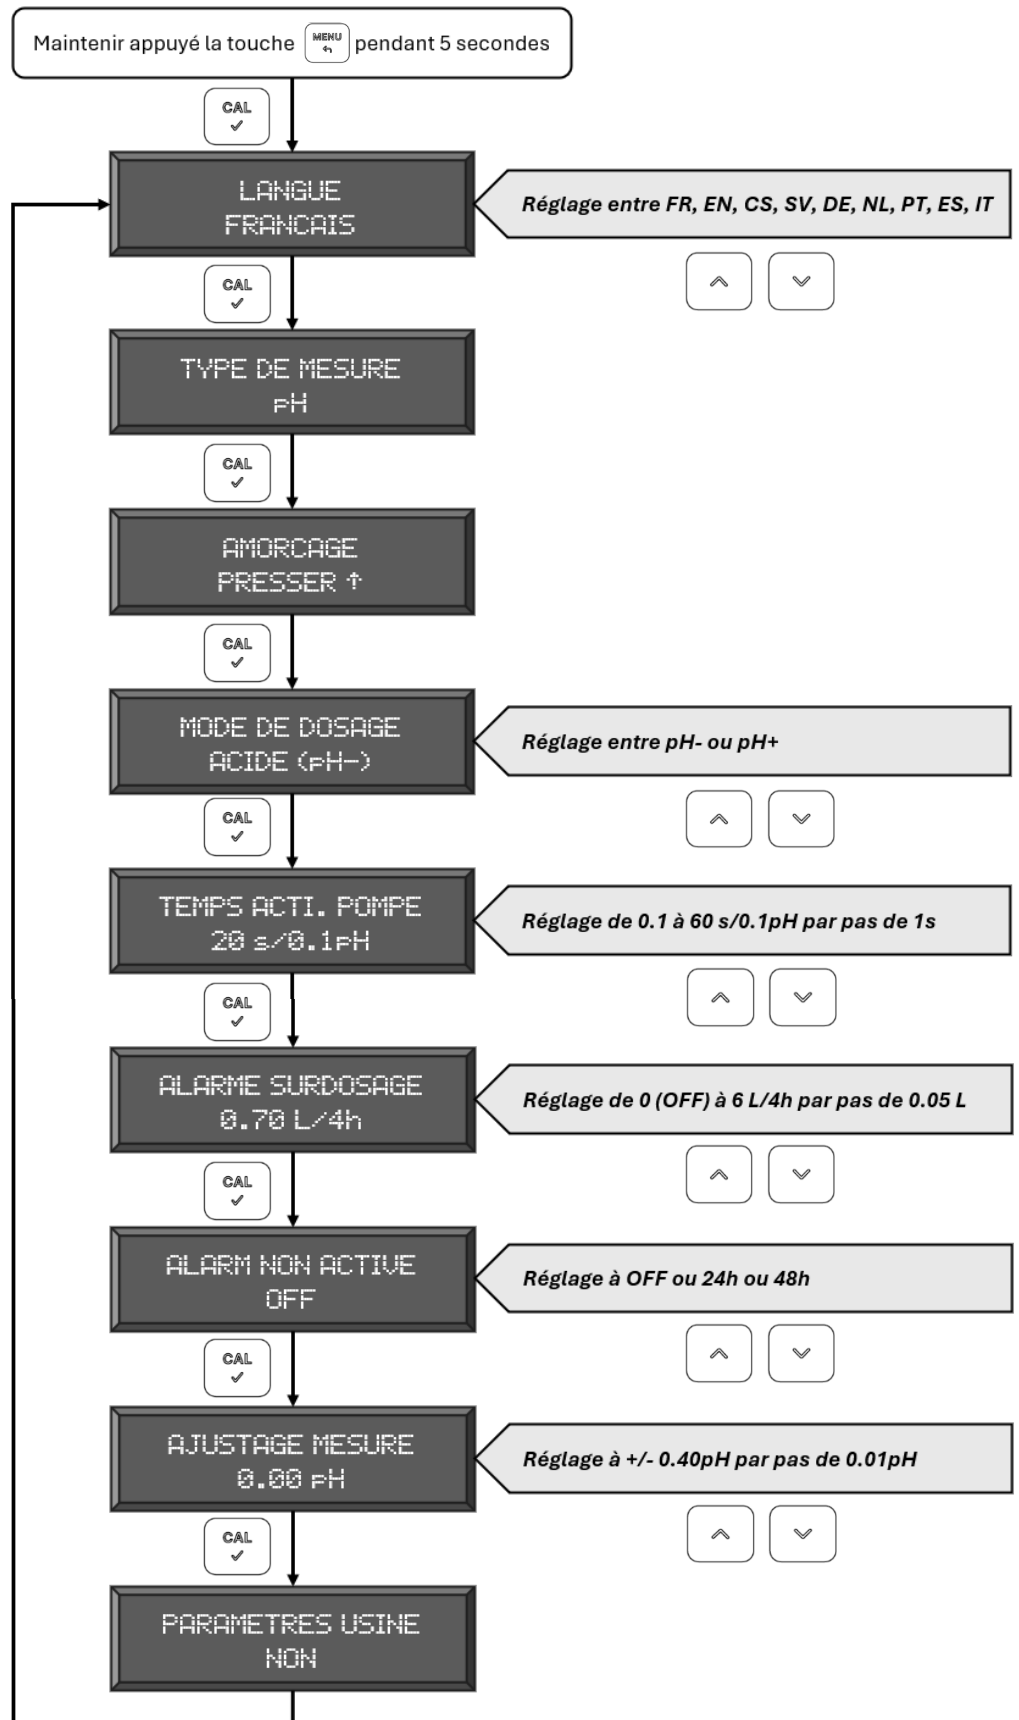 Maintenir appuyé la touche MENU pendant 5 secondes
CAL
LANGUE
FRANCAIS
Réglage entre FR, EN, CS, SV, DE, NL, PT, ES, IT
CAL
TYPE DE MESURE
pH
CAL
AMORCAGE
PRESSER ↑
CAL
MODE DE DOSAGE
ACIDE (pH-)
Réglage entre pH- ou pH+
CAL
TEMPS ACTI. POMPE
20 s/0.1pH
Réglage de 0.1 à 60 s/0.1pH par pas de 1s
CAL
ALARME SURDOSAGE
0.70 L/4h
Réglage de 0 (OFF) à 6 L/4h par pas de 0.05 L
CAL
ALARM NON ACTIVE
OFF
Réglage à OFF ou 24h ou 48h
CAL
AJUSTAGE MESURE
0.00 pH
Réglage à +/- 0.40pH par pas de 0.01pH
CAL
PARAMETRES USINE
NON